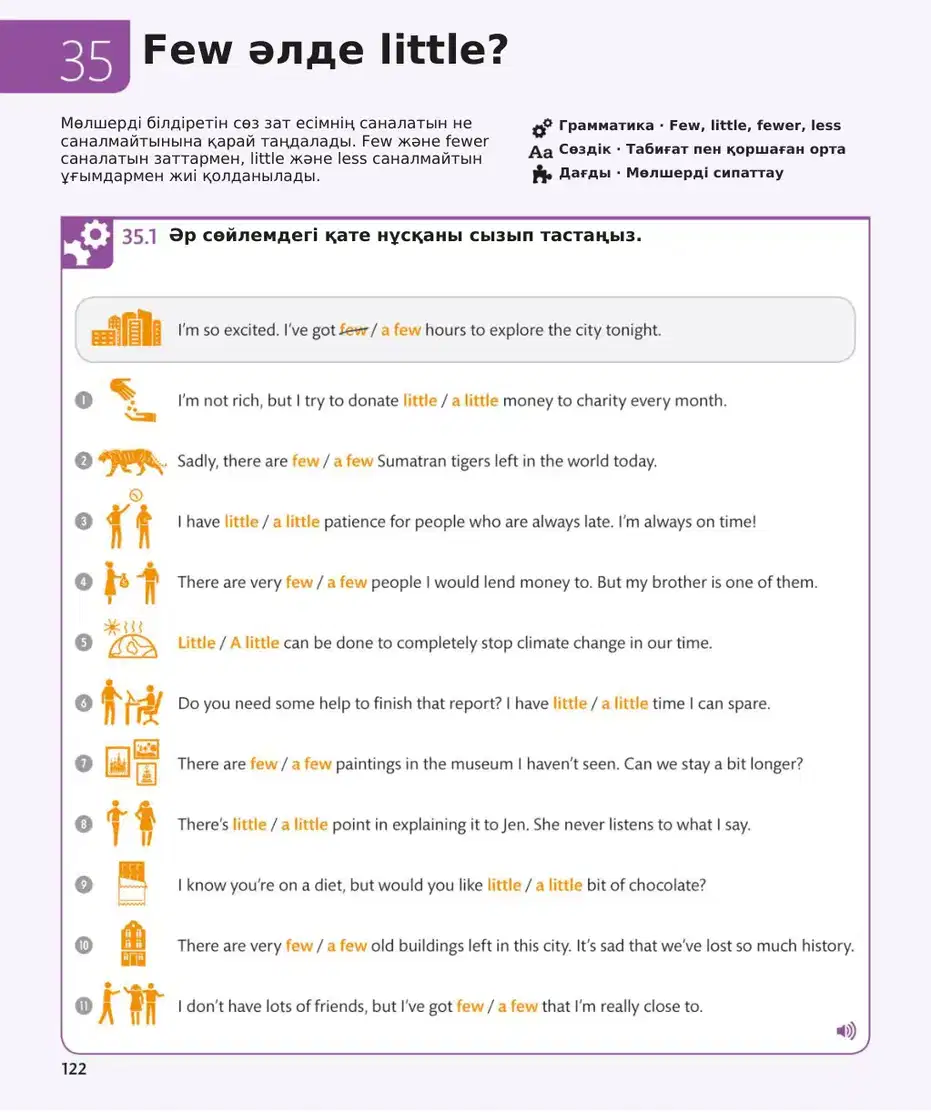 35
Few әлде little?
Мөлшерді білдіретін сөз зат есімнің саналатын не
саналмайтынына қарай таңдалады. Few және fewer
саналатын заттармен, little және less саналмайтын
ұғымдармен жиі қолданылады.
Грамматика · Few, little, fewer, less
Aa Сөздік · Табиғат пен қоршаған орта
Дағды · Мөлшерді сипаттау
35.1 Әр сөйлемдегі қате нұсқаны сызып тастаңыз.
I'm so excited. I've got few / a few hours to explore the city tonight.
1 I'm not rich, but I try to donate little / a little money to charity every month.
2 Sadly, there are few / a few Sumatran tigers left in the world today.
3 I have little / a little patience for people who are always late. I'm always on time!
4 There are very few / a few people I would lend money to. But my brother is one of them.
5 Little / A little can be done to completely stop climate change in our time.
6 Do you need some help to finish that report? I have little / a little time I can spare.
7 There are few / a few paintings in the museum I haven't seen. Can we stay a bit longer?
8 There's little / a little point in explaining it to Jen. She never listens to what I say.
9 I know you're on a diet, but would you like little / a little bit of chocolate?
10 There are very few / a few old buildings left in this city. It's sad that we've lost so much history.
11 I don't have lots of friends, but I've got few / a few that I'm really close to.
122